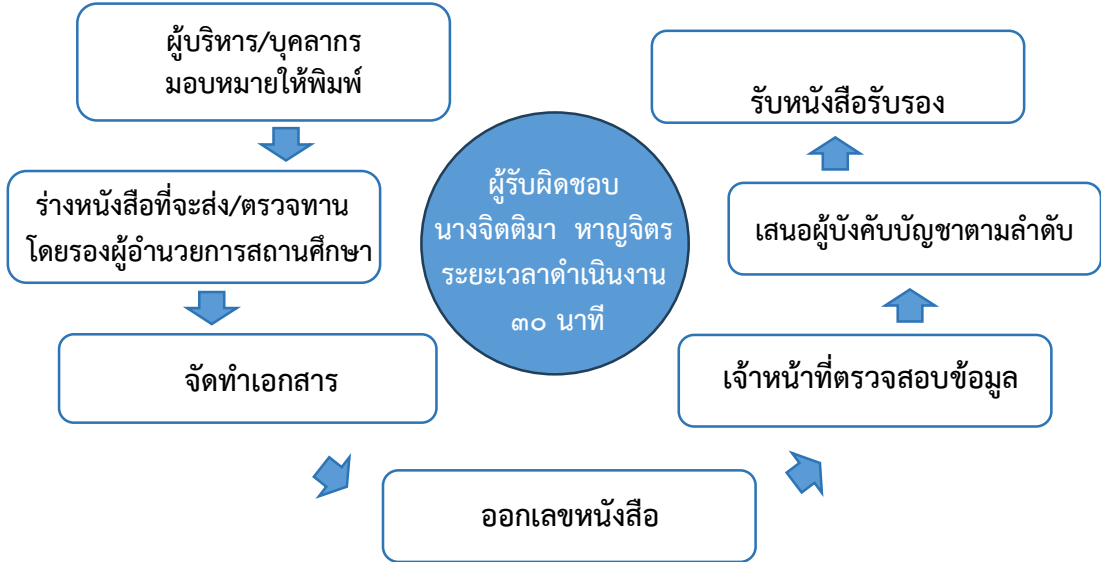 ผู้บริหาร/บุคลากร
มอบหมายให้พิมพ์
ร่างหนังสือที่จะส่ง/ตรวจทาน
โดยรองผู้อำนวยการสถานศึกษา
จัดทำเอกสาร
ออกเลขหนังสือ
เจ้าหน้าที่ตรวจสอบข้อมูล
เสนอผู้บังคับบัญชาตามลำดับ
รับหนังสือรับรอง
ผู้รับผิดชอบ
นางจิตติมา หาญจิตร
ระยะเวลาดำเนินงาน
๓๐ นาที